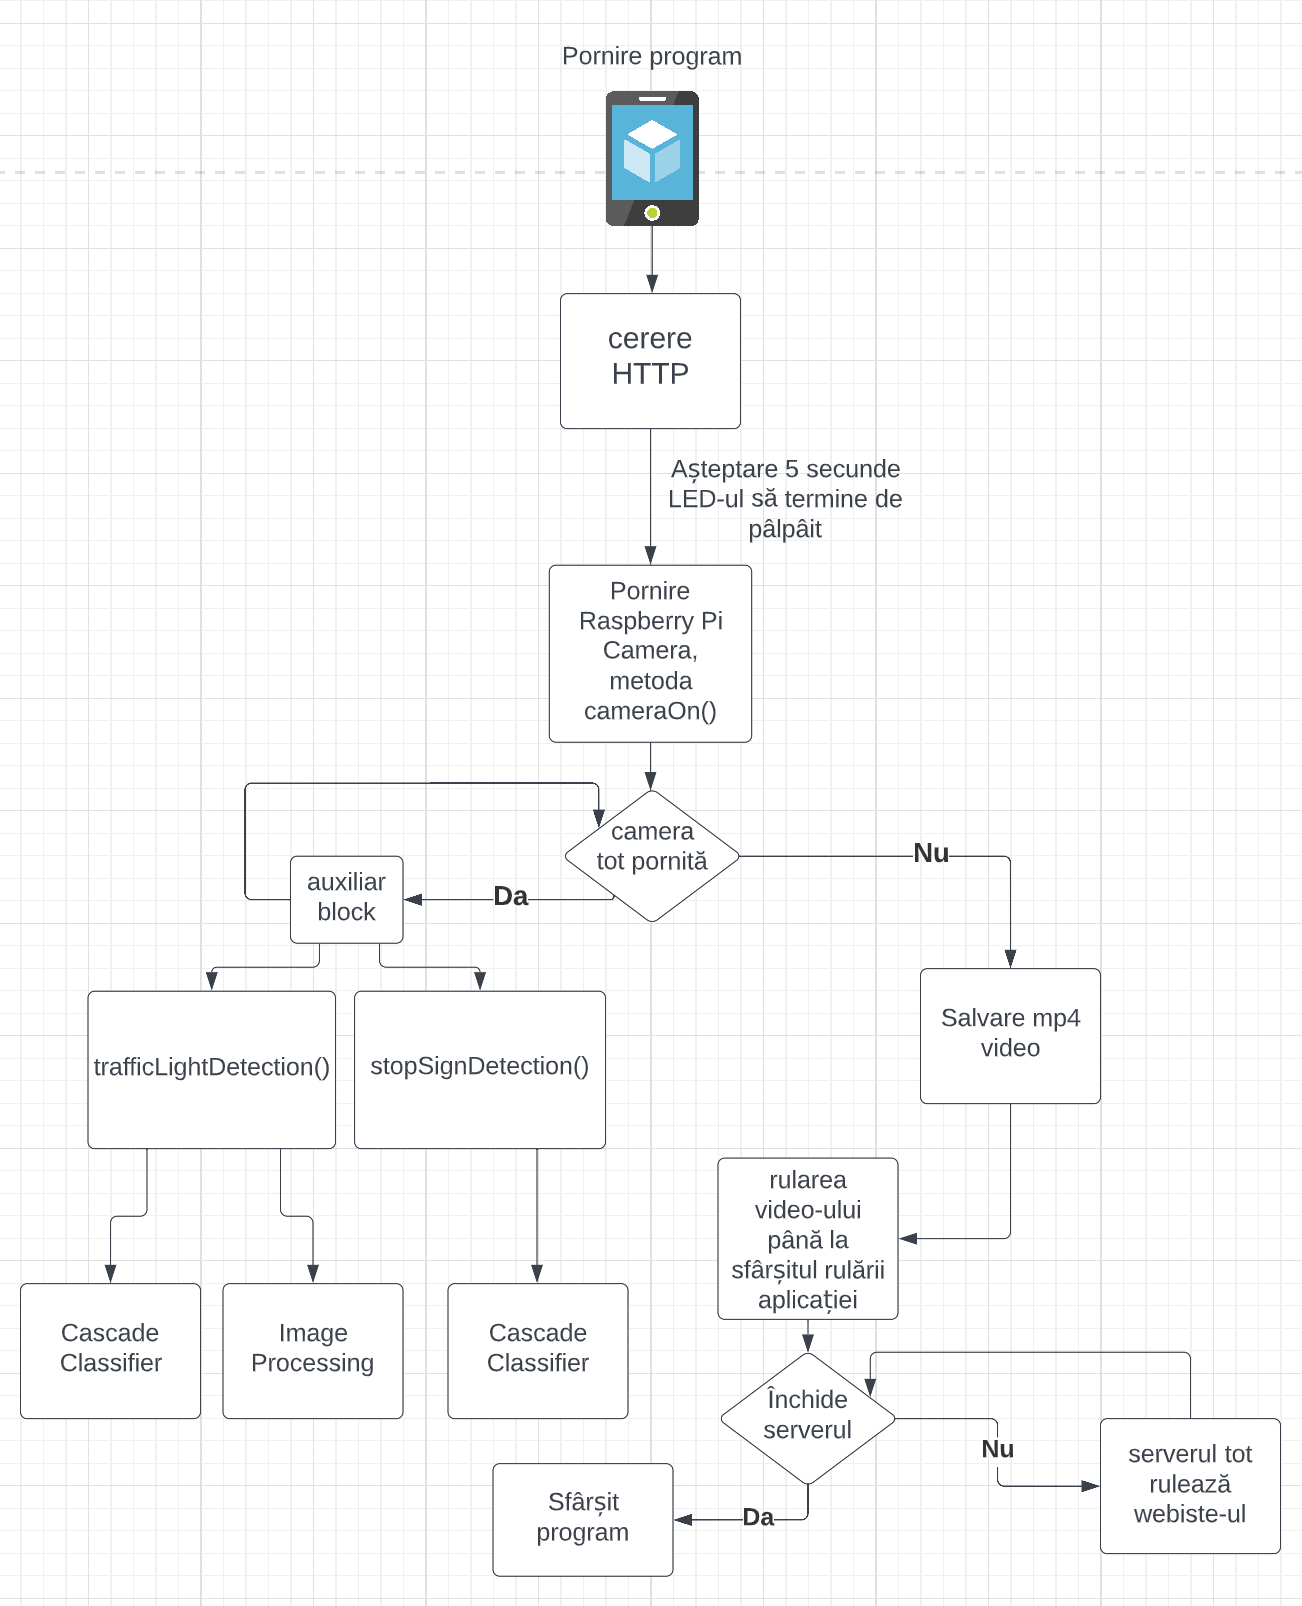 Pornire program
cerere
HTTP
Așteptare 5 secunde
LED-ul să termine de
pâlpâit
Pornire
Raspberry Pi
Camera,
metoda
cameraOn()
camera
tot pornită
Nu
Da
auxiliar
block
trafficLightDetection()
stopSignDetection()
Salvare mp4
video
rularea
video-ului
până la
sfârșitul rulării
aplicației
Cascade
Classifier
Image
Processing
Cascade
Classifier
Închide
serverul
Nu
serverul tot
rulează
webiste-ul
Da
Sfârșit
program